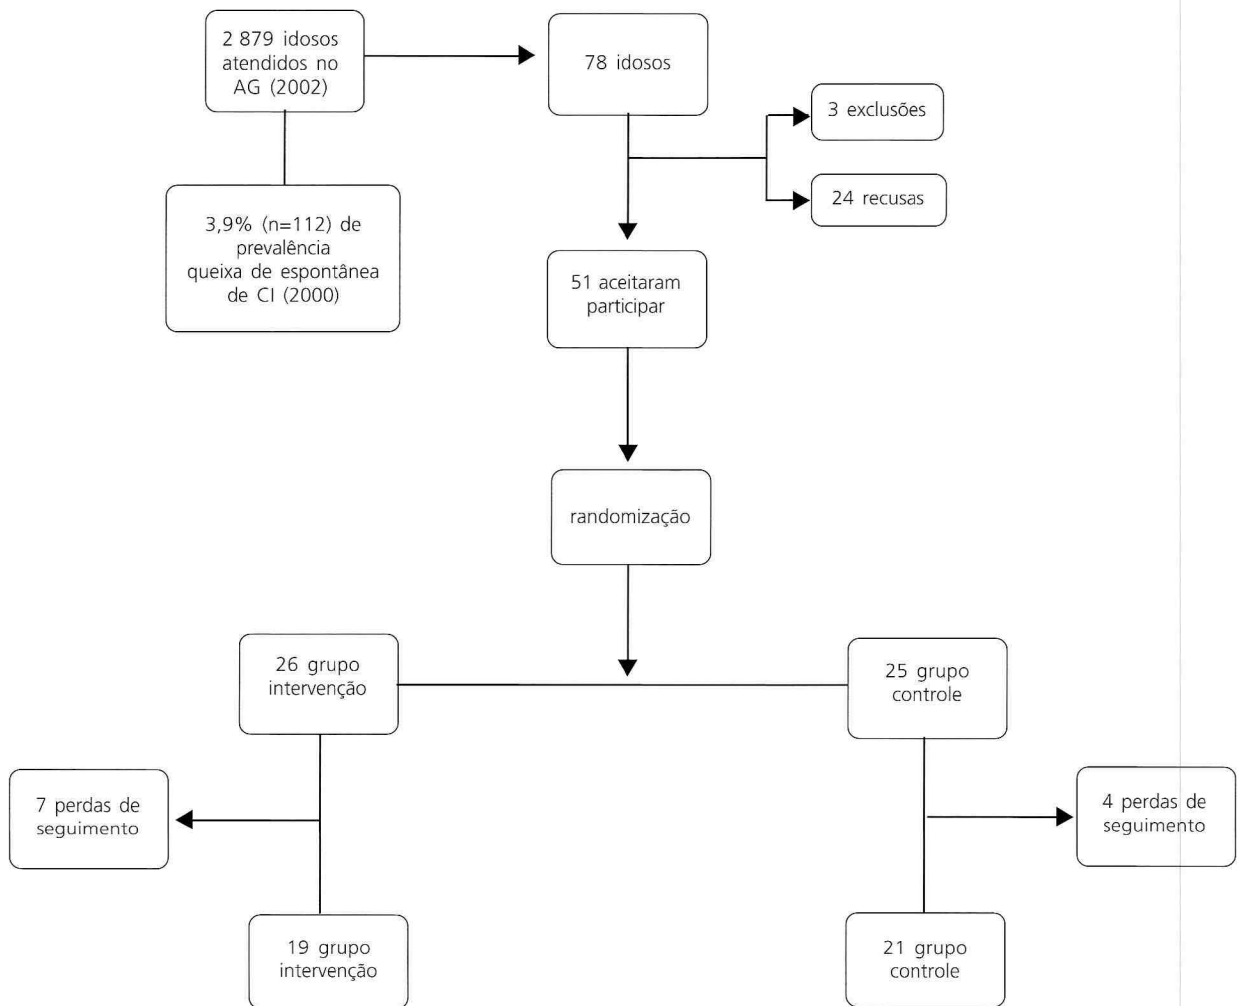 2 879 idosos
atendidos no
AG (2002)
78 idosos
3 exclusões
24 recusas
3,9% (n=112) de
prevalência
queixa de espontânea
de CI (2000)
51 aceitaram
participar
randomização
26 grupo
intervenção
25 grupo
controle
7 perdas de
seguimento
4 perdas de
seguimento
19 grupo
intervenção
21 grupo
controle